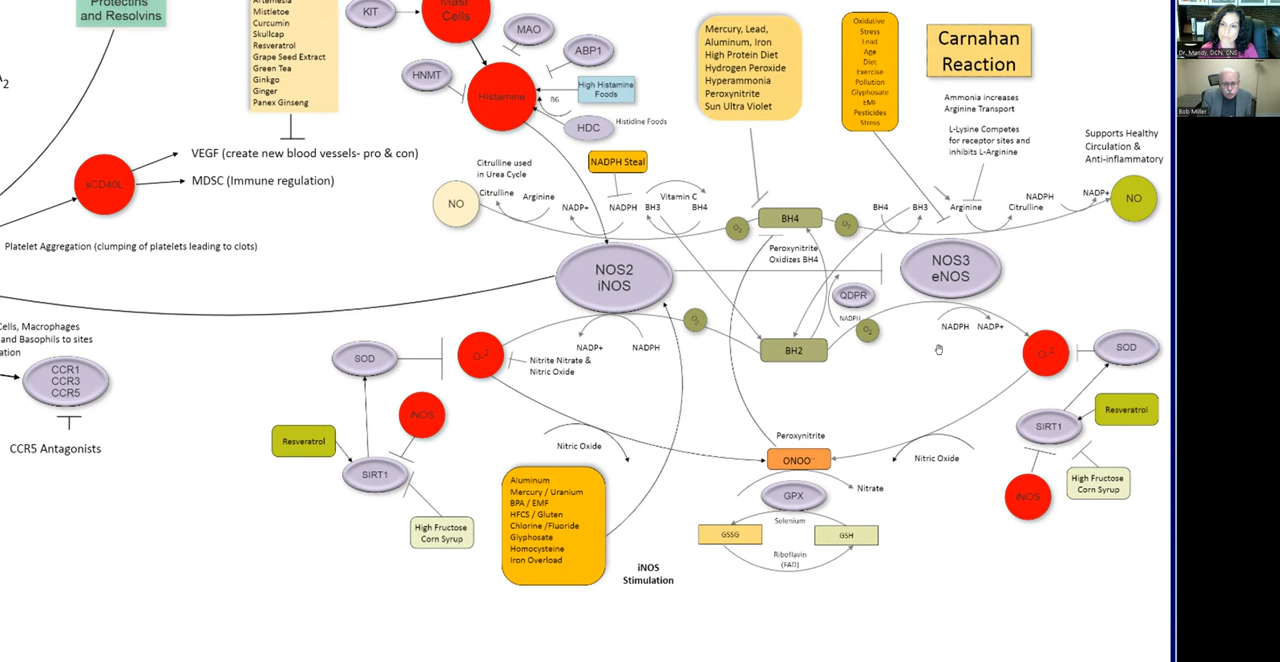 Protectins
and Resolvins
2
Artemesia
Mistletoe
Curcumin
Skullcap
Resveratrol
Grape Seed Extract
Green Tea
Ginkgo
Ginger
Panex Ginseng
KIT
Mast
Cells
MAO
ABP1
HNMT
Histamine
High Histamine
Foods
B6
HDC
Histidine Foods
Mercury, Lead,
Aluminum, Iron
High Protein Diet
Hydrogen Peroxide
Hyperammonia
Peroxynitrite
Sun Ultra Violet
Oxidative
Stress
Lead
Age
Diet
Exercise
Pollution
Glyphosate
EMF
Pesticides
Stress
Carnahan
Reaction
Ammonia increases
Arginine Transport
L-Lysine Competes
for receptor sites and
inhibits L-Arginine
Supports Healthy
Circulation &
Anti-inflammatory
Dr. Mandy, DCN, CNS
Bob Miller
sCD40L
VEGF (create new blood vessels- pro & con)
MDSC (Immune regulation)
Platelet Aggregation (clumping of platelets leading to clots)
NADPH Steal
Citrulline used
in Urea Cycle
NO
Citrulline
Arginine
NADP+
NADPH
BH3
Vitamin C
BH4
O2
BH4
O2
BH4
BH3
Arginine
Citrulline
NADPH
NADP+
NO
Peroxynitrite
Oxidizes BH4
NOS2
iNOS
NOS3
eNOS
QDPR
NADPH
O2
O2
BH2
NADP+
NADPH
NADPH
NADP+
Cells, Macrophages
and Basophils to sites
ation
CCR1
CCR3
CCR5
CCR5 Antagonists
SOD
O-2
Nitrite Nitrate &
Nitric Oxide
iNOS
Resveratrol
SIRT1
High Fructose
Corn Syrup
Nitric Oxide
Aluminum
Mercury / Uranium
BPA / EMF
HFCS / Gluten
Chlorine /Fluoride
Glyphosate
Homocysteine
Iron Overload
iNOS
Stimulation
Peroxynitrite
ONOO-
Nitrate
GPX
Selenium
GSSG
GSH
Riboflavin
(FAD)
Nitric Oxide
O-2
SOD
Resveratrol
SIRT1
iNOS
High Fructose
Corn Syrup